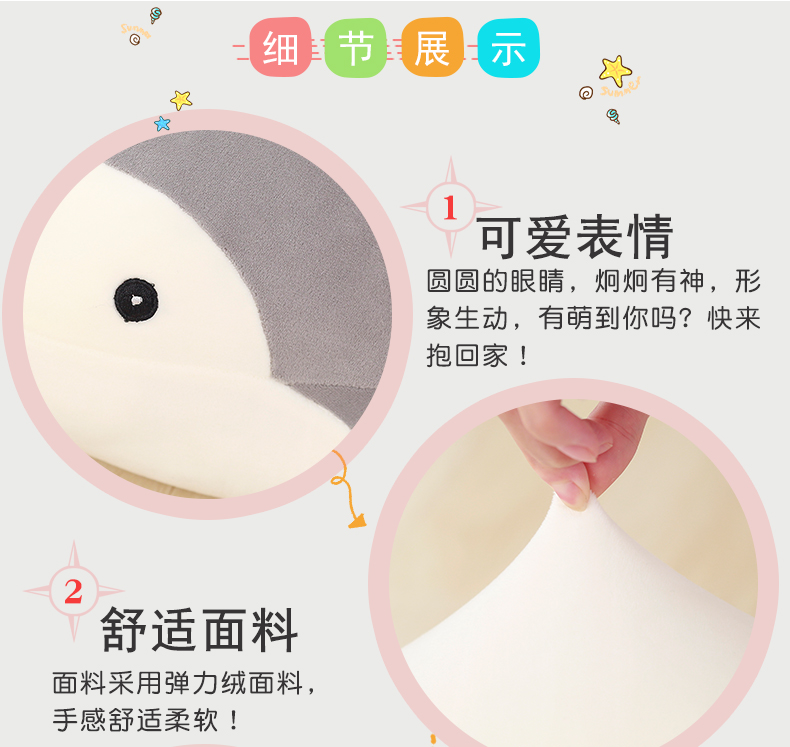 细节展示
Summer
Summer
1
可爱表情
圆圆的眼睛，炯炯有神，形
象生动，有萌到你吗？快来
抱回家！
2
舒适面料
面料采用弹力绒面料，
手感舒适柔软！